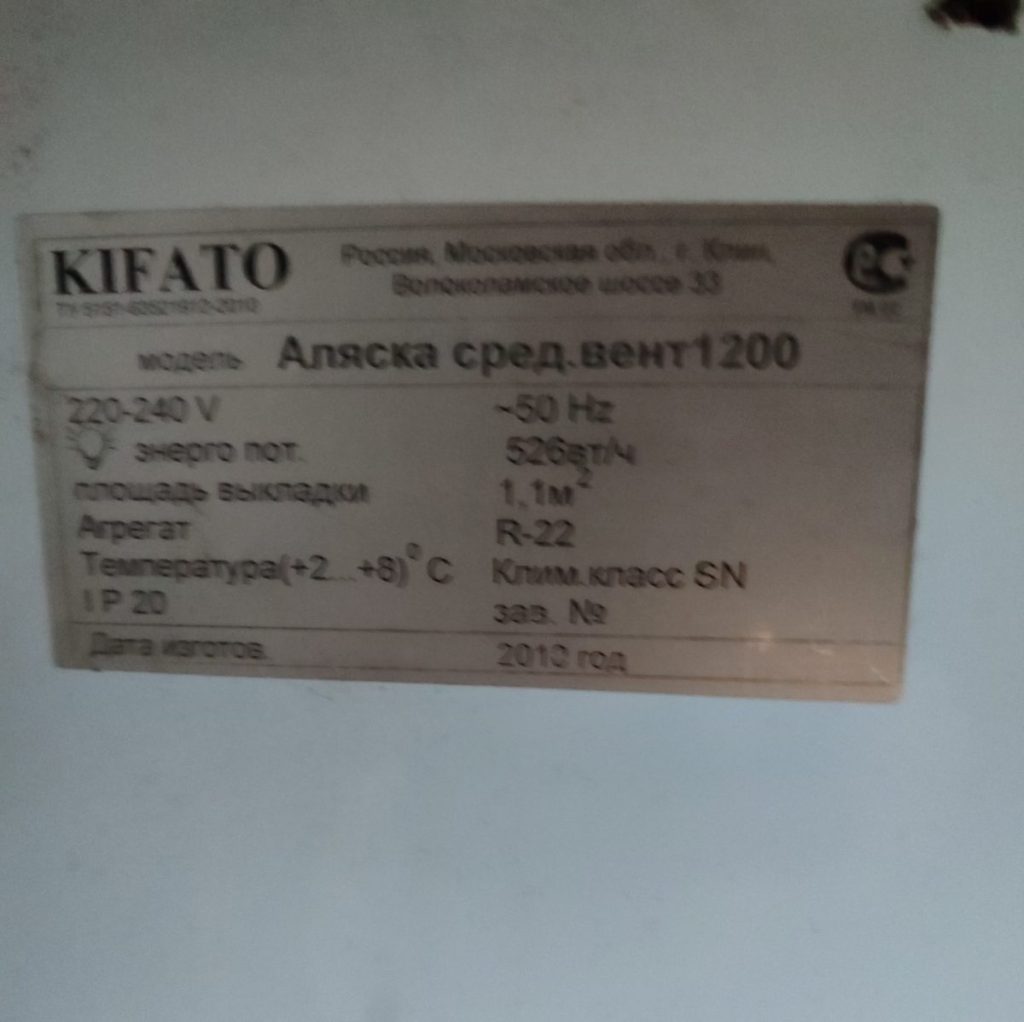 KIFATO
Россия, Московская обл., г. Клин,
Волоколамское шоссе 33
модель Аляска сред.вент1200
220-240 V ~50 Hz
энерго пот. 526вт/ч
площадь выкладки 1,1м²
Агрегат R-22
Температура(+2...+8)°C Клим.класс SN
I P 20 зав. №
Дата изготов. год